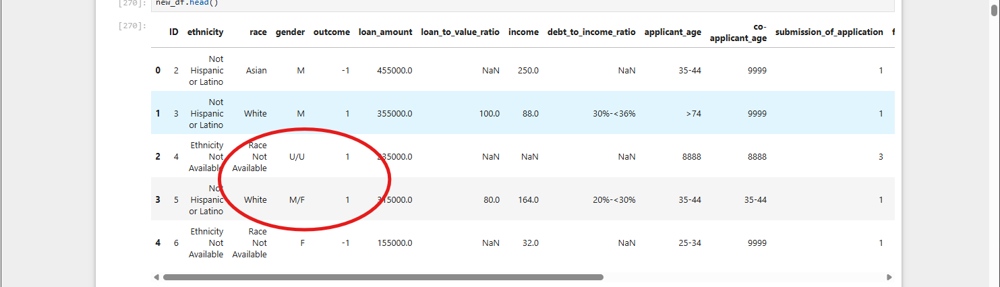 [270]: new_df.head()
[270]:
ID ethnicity race gender outcome loan_amount loan_to_value_ratio income debt_to_income_ratio applicant_age co-applicant_age submission_of_application f
0 2 Not Hispanic or Latino Asian M -1 455000.0 NaN 250.0 NaN 35-44 9999 1
1 3 Not Hispanic or Latino White M 1 355000.0 100.0 88.0 30%-<36% >74 9999 1
2 4 Ethnicity Not Available Race Not Available U/U 1 235000.0 NaN NaN NaN 8888 8888 3
3 5 Not Hispanic or Latino White M/F 1 315000.0 80.0 164.0 20%-<30% 35-44 35-44 1
4 6 Ethnicity Not Available Race Not Available F -1 155000.0 NaN 32.0 NaN 25-34 9999 1